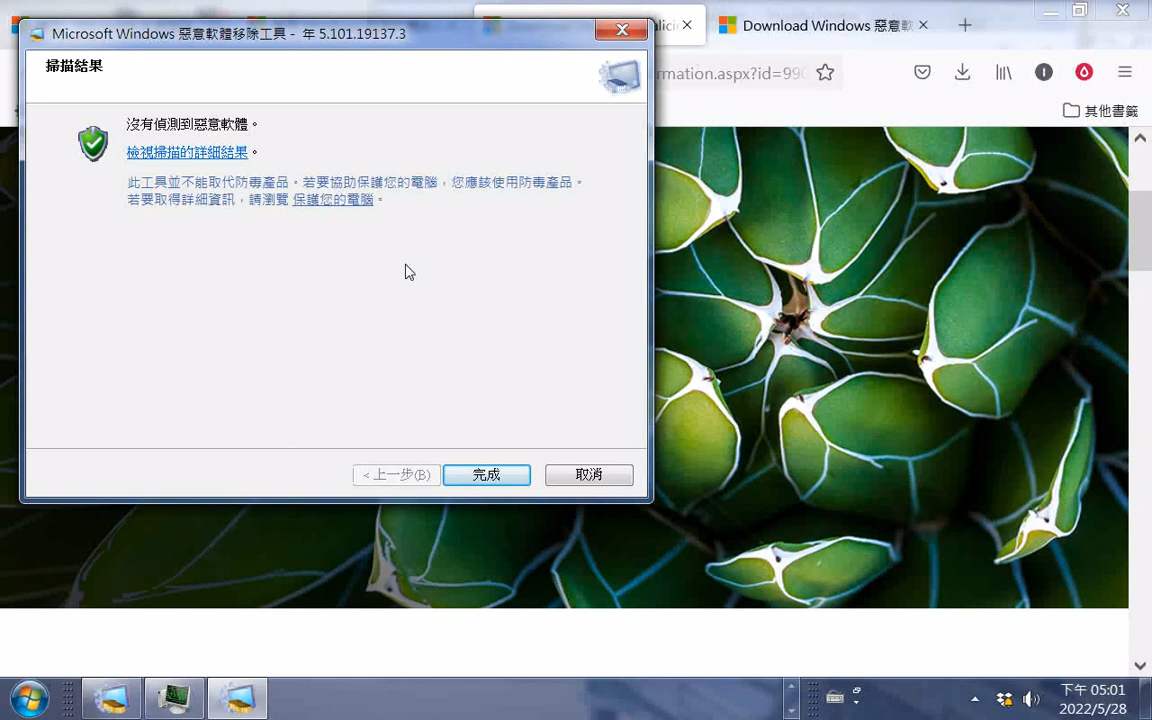 Microsoft Windows 惡意軟體移除工具 - 年 5.101.19137.3
Download Windows 惡意軟
掃描結果
rmation.aspx?id=990
其他書籤
沒有偵測到惡意軟體。
檢視掃描的詳細結果。
此工具並不能取代防毒產品。若要協助保護您的電腦，您應該使用防毒產品。
若要取得詳細資訊，請瀏覽 保護您的電腦。
< 上一步(B)
完成
取消
下午 05:01
2022/5/28